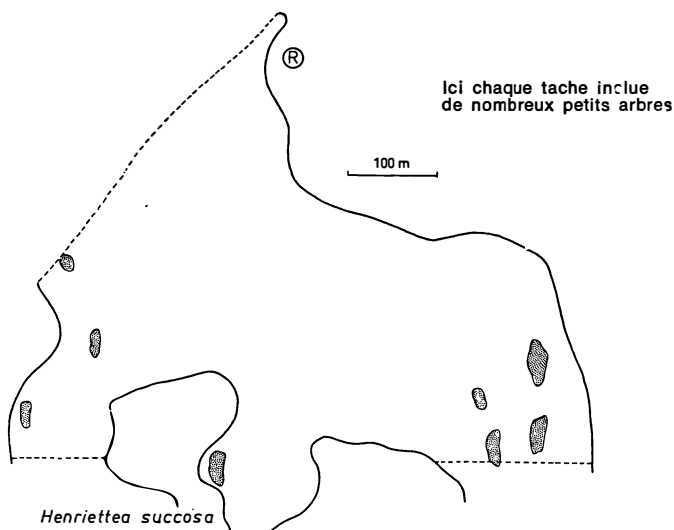 Ⓡ
Ici chaque tache inclue
de nombreux petits arbres
100 m
Henriettea succosa